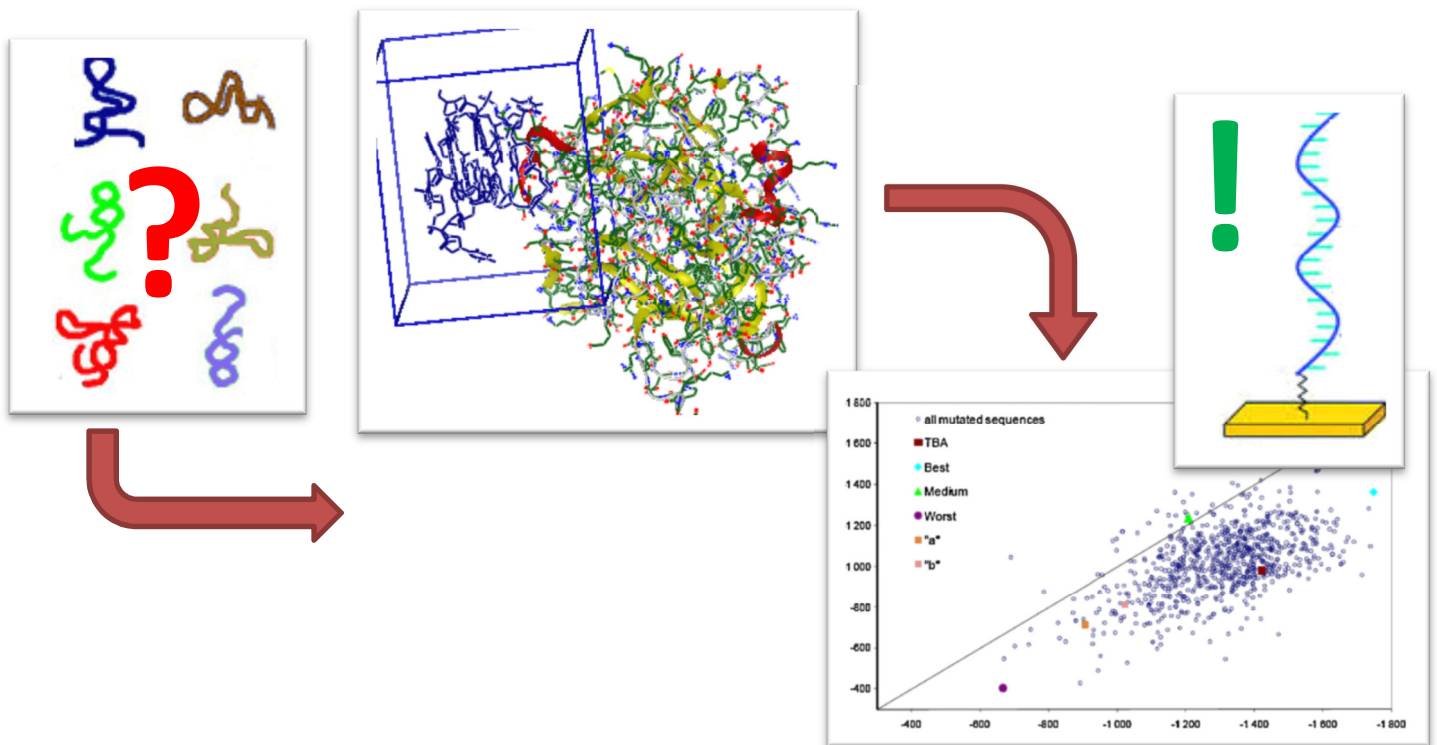 ?
!
1 800
1 600
1 400
1 200
1 000
-800
-600
-400
all mutated sequences
TBA
Best
Medium
Worst
"a"
"b"
-400 -600 -800 -1 000 -1 200 -1 400 -1 600 -1 800